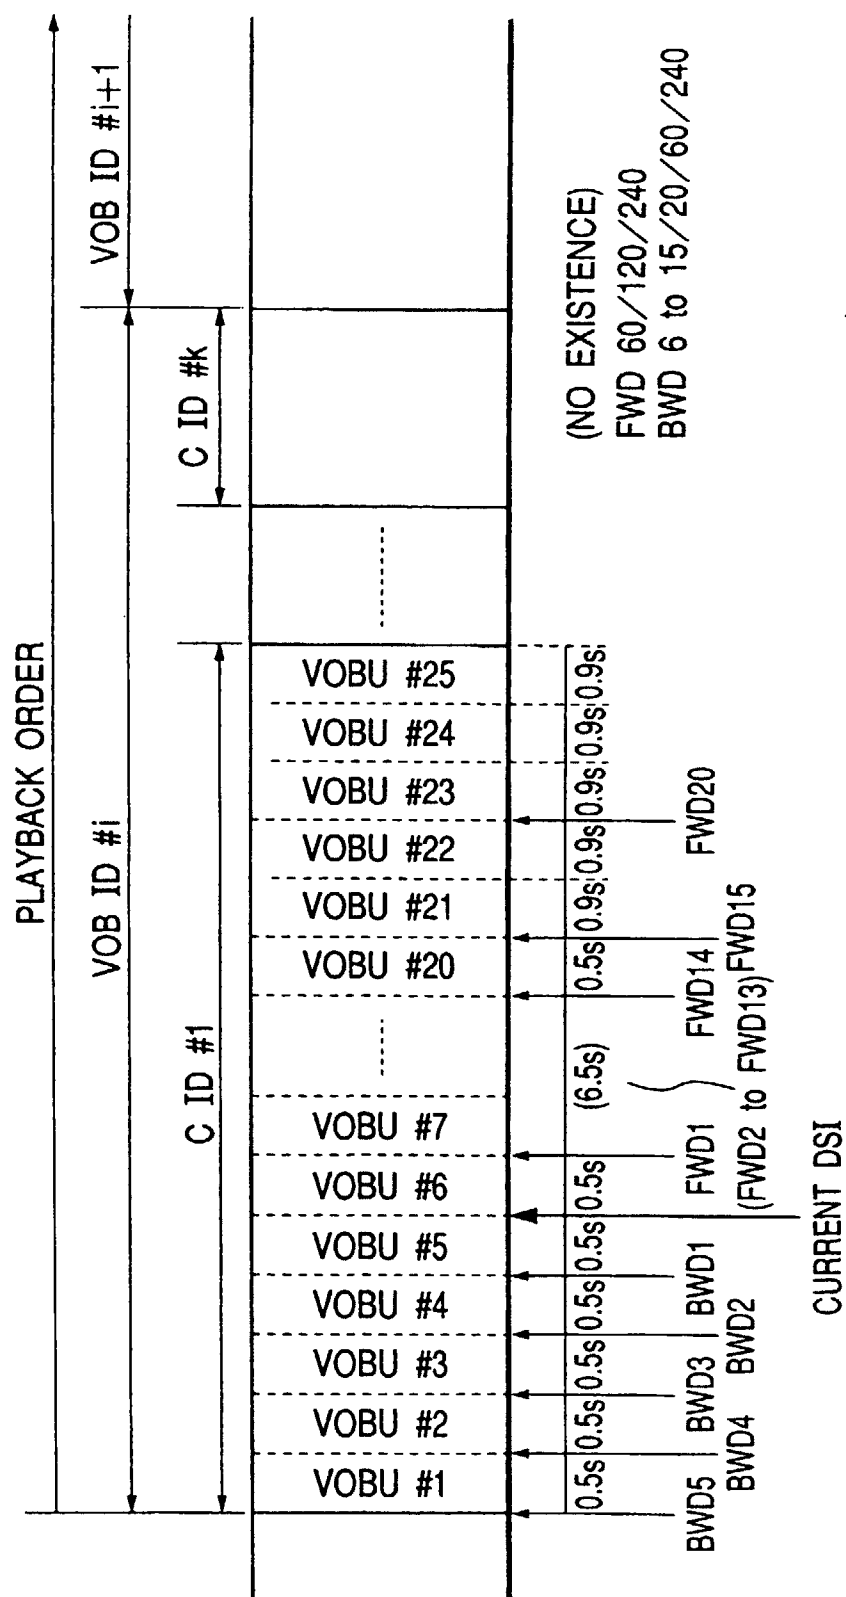 PLAYBACK ORDER
VOB ID #i
VOB ID #i+1
C ID #1
C ID #k
VOBU #1
VOBU #2
VOBU #3
VOBU #4
VOBU #5
VOBU #6
VOBU #7
VOBU #20
VOBU #21
VOBU #22
VOBU #23
VOBU #24
VOBU #25
0.5s
0.5s
0.5s
0.5s
0.5s
0.5s
(6.5s)
0.5s
0.9s
0.9s
0.9s
0.9s
0.9s
BWD5
BWD4
BWD3
BWD2
BWD1
FWD1
(FWD2 to FWD13)
FWD14
FWD15
FWD20
CURRENT DSI
(NO EXISTENCE)
FWD 60/120/240
BWD 6 to 15/20/60/240